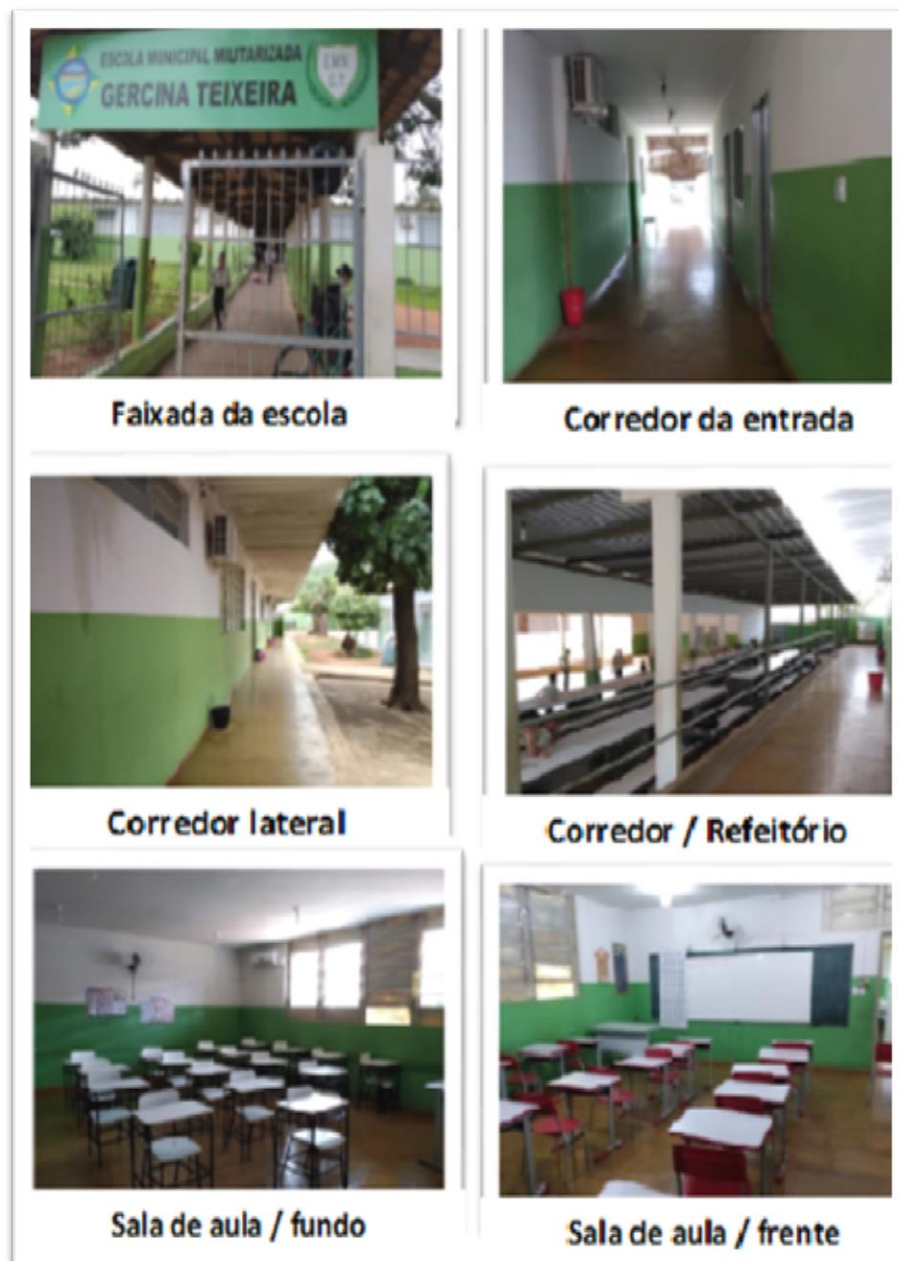 ESCOLA MUNICIPAL MILITARIZADA
GERCINA TEIXEIRA
Faixada da escola
Corredor da entrada
Corredor lateral
Corredor / Refeitório
Sala de aula / fundo
Sala de aula / frente